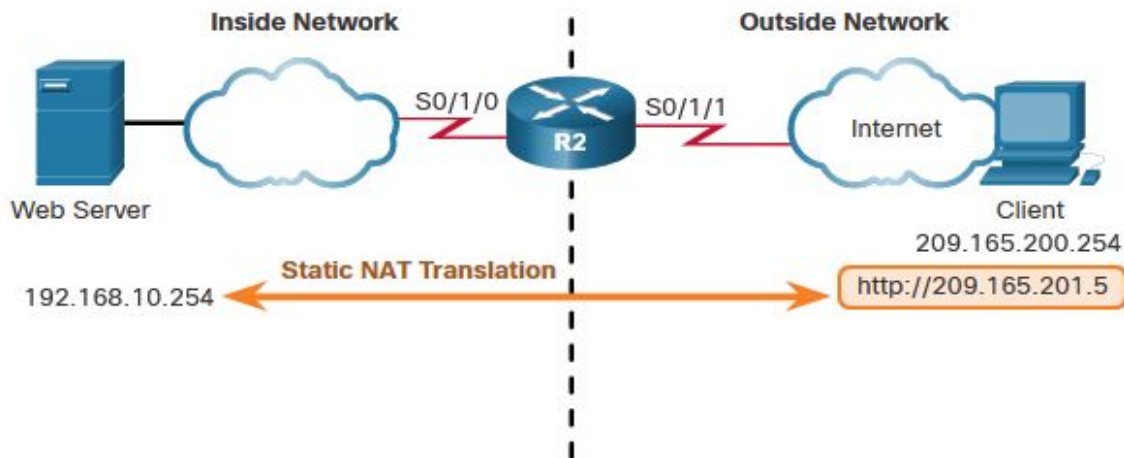 Inside Network
Outside Network
S0/1/0
S0/1/1
R2
Internet
Web Server
Client
209.165.200.254
Static NAT Translation
192.168.10.254
http://209.165.201.5